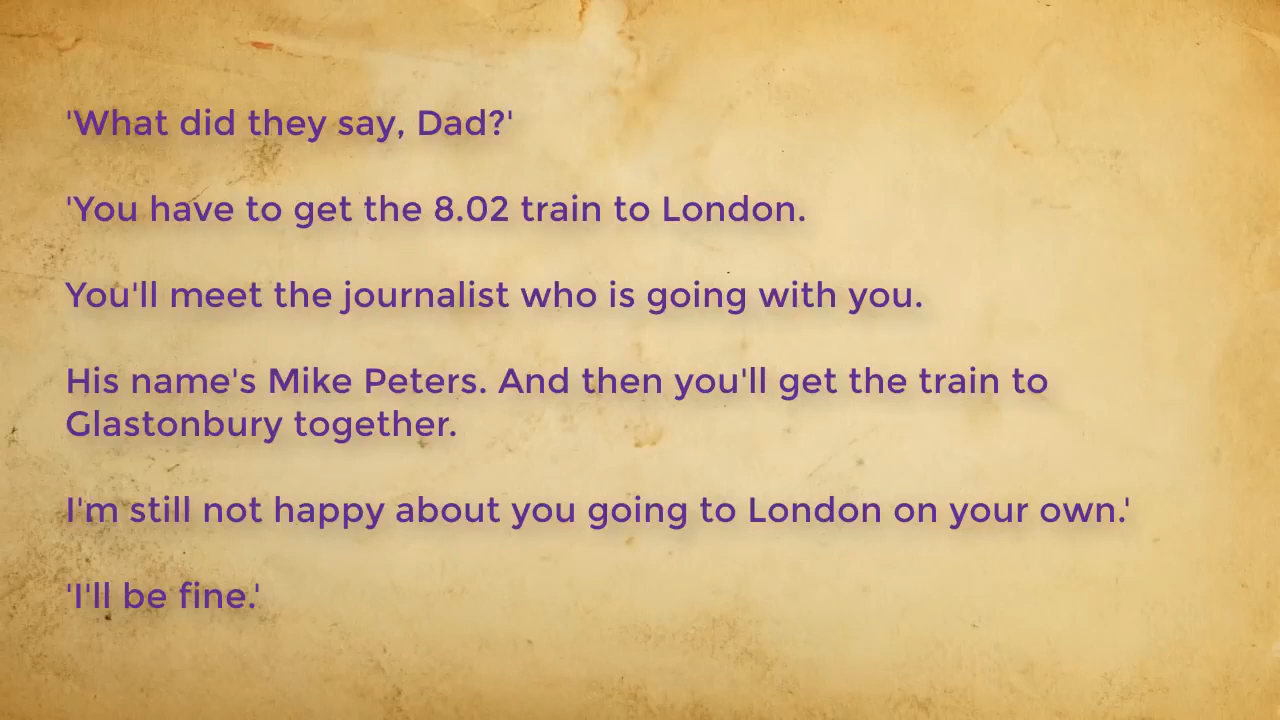 'What did they say, Dad?'
'You have to get the 8.02 train to London.
You'll meet the journalist who is going with you.
His name's Mike Peters. And then you'll get the train to
Glastonbury together.
I'm still not happy about you going to London on your own.'
'I'll be fine.'